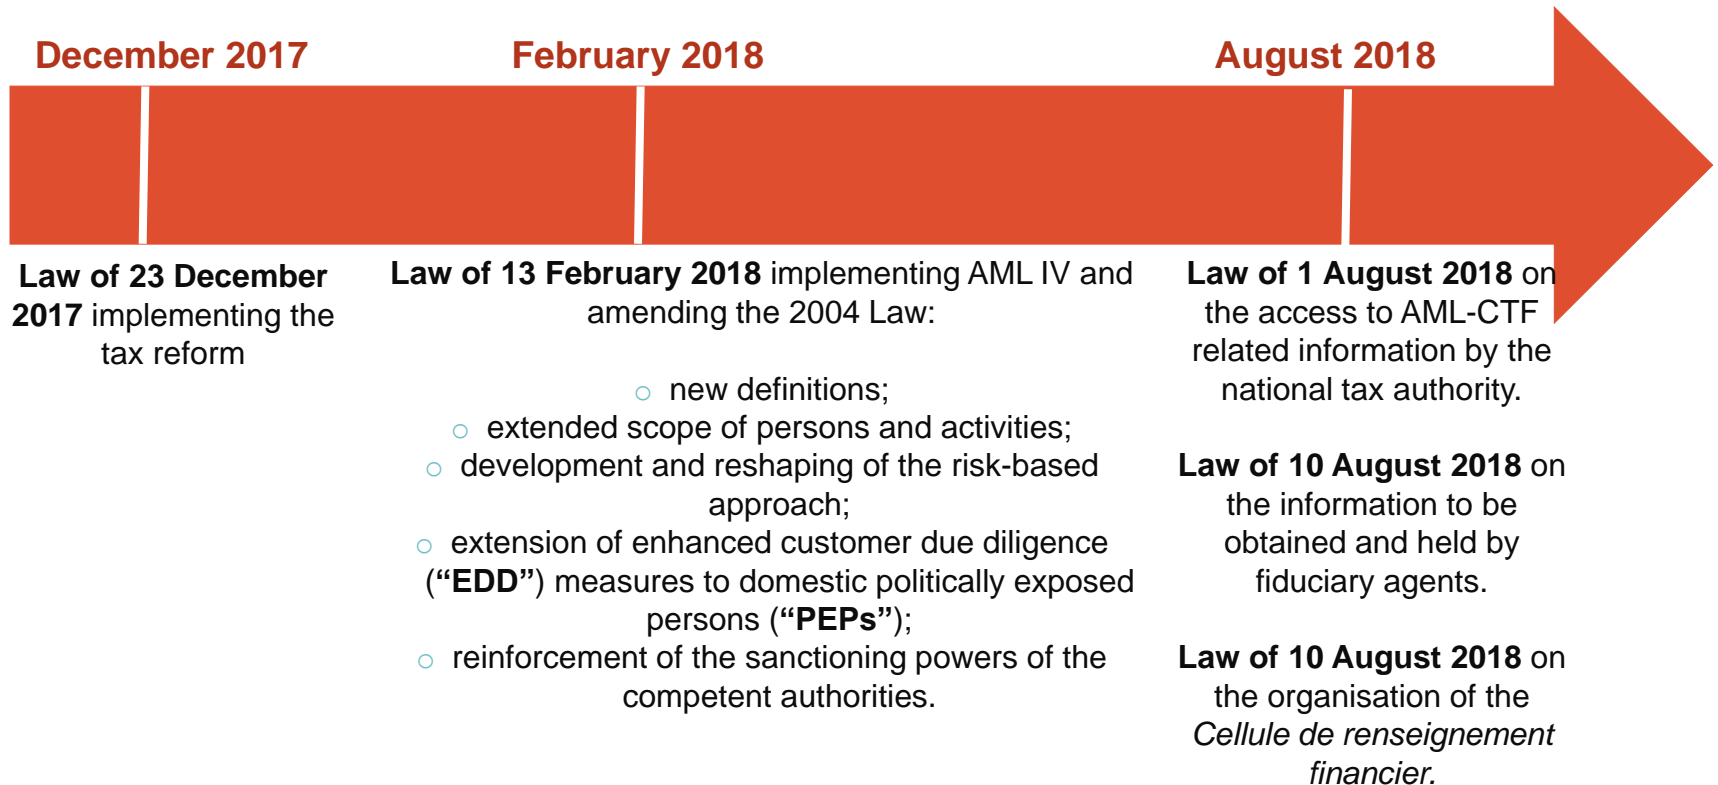 December 2017
February 2018
August 2018
Law of 23 December
2017 implementing the
tax reform
Law of 13 February 2018 implementing AML IV and
amending the 2004 Law:
○ new definitions;
○ extended scope of persons and activities;
○ development and reshaping of the risk-based
approach;
○ extension of enhanced customer due diligence
(“EDD”) measures to domestic politically exposed
persons (“PEPs”);
○ reinforcement of the sanctioning powers of the
competent authorities.
Law of 1 August 2018 on
the access to AML-CTF
related information by the
national tax authority.
Law of 10 August 2018 on
the information to be
obtained and held by
fiduciary agents.
Law of 10 August 2018 on
the organisation of the
Cellule de renseignement
financier.